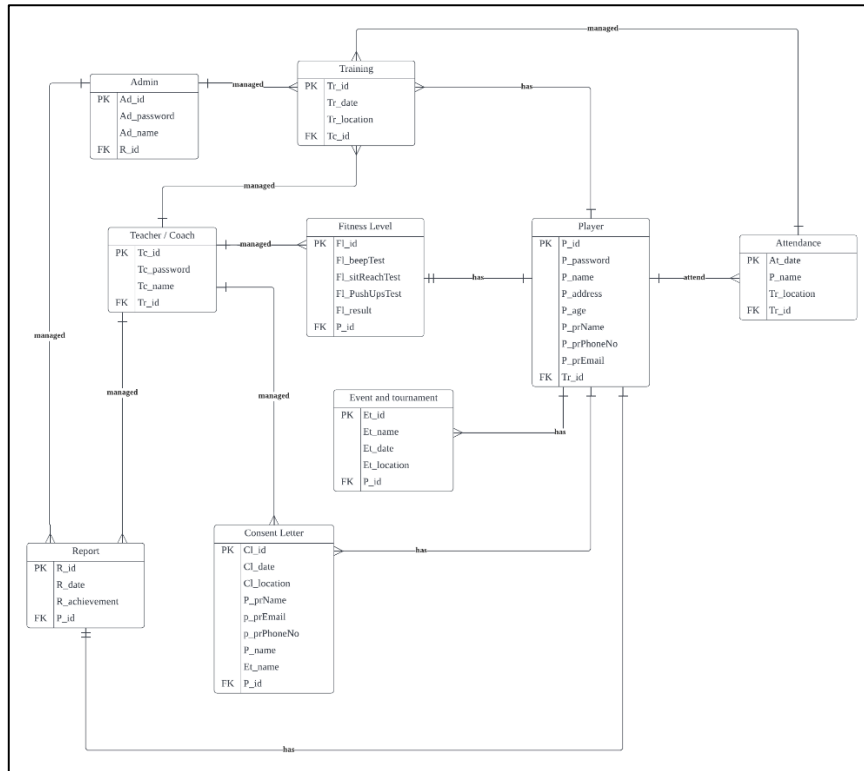 managed
Admin
PK Ad_id
Ad_password
Ad_name
FK R_id
managed
Training
PK Tr_id
Tr_date
Tr_location
FK Tc_id
has
managed
Teacher / Coach
PK Tc_id
Tc_password
Tc_name
FK Tr_id
managed
Fitness Level
PK Fl_id
Fl_beepTest
Fl_sitReachTest
Fl_PushUpsTest
Fl_result
FK P_id
has
Player
PK P_id
P_password
P_name
P_address
P_age
P_prName
P_prPhoneNo
P_prEmail
FK Tr_id
attend
Attendance
PK At_date
P_name
Tr_location
FK Tr_id
managed
managed
managed
Event and tournament
PK Et_id
Et_name
Et_date
Et_location
FK P_id
has
Report
PK R_id
R_date
R_achievement
FK P_id
Consent Letter
PK Cl_id
Cl_date
Cl_location
P_prName
p_prEmail
p_prPhoneNo
P_name
Et_name
FK P_id
has
has